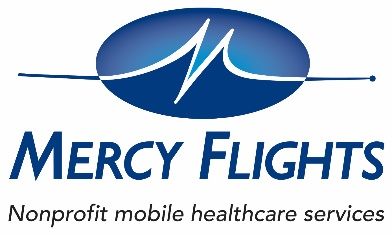 MERCY FLIGHTS
Nonprofit mobile healthcare services